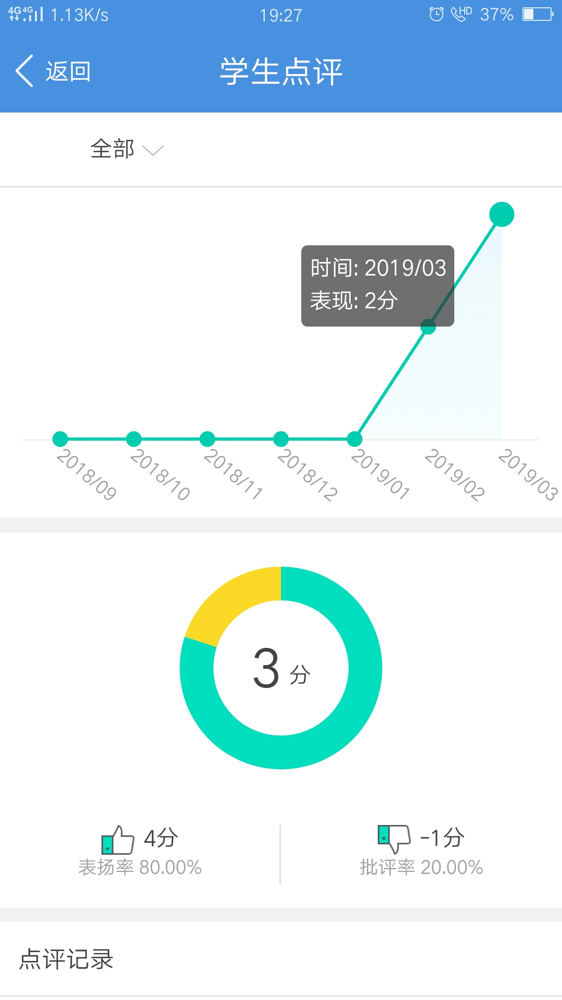 4G 4G 1.13K/s 19:27 HD 37%
返回 学生点评
全部
时间: 2019/03
表现: 2分
2018/09 2018/10 2018/11 2018/12 2019/01 2019/02 2019/03
3 分
4分 -1分
表扬率 80.00% 批评率 20.00%
点评记录